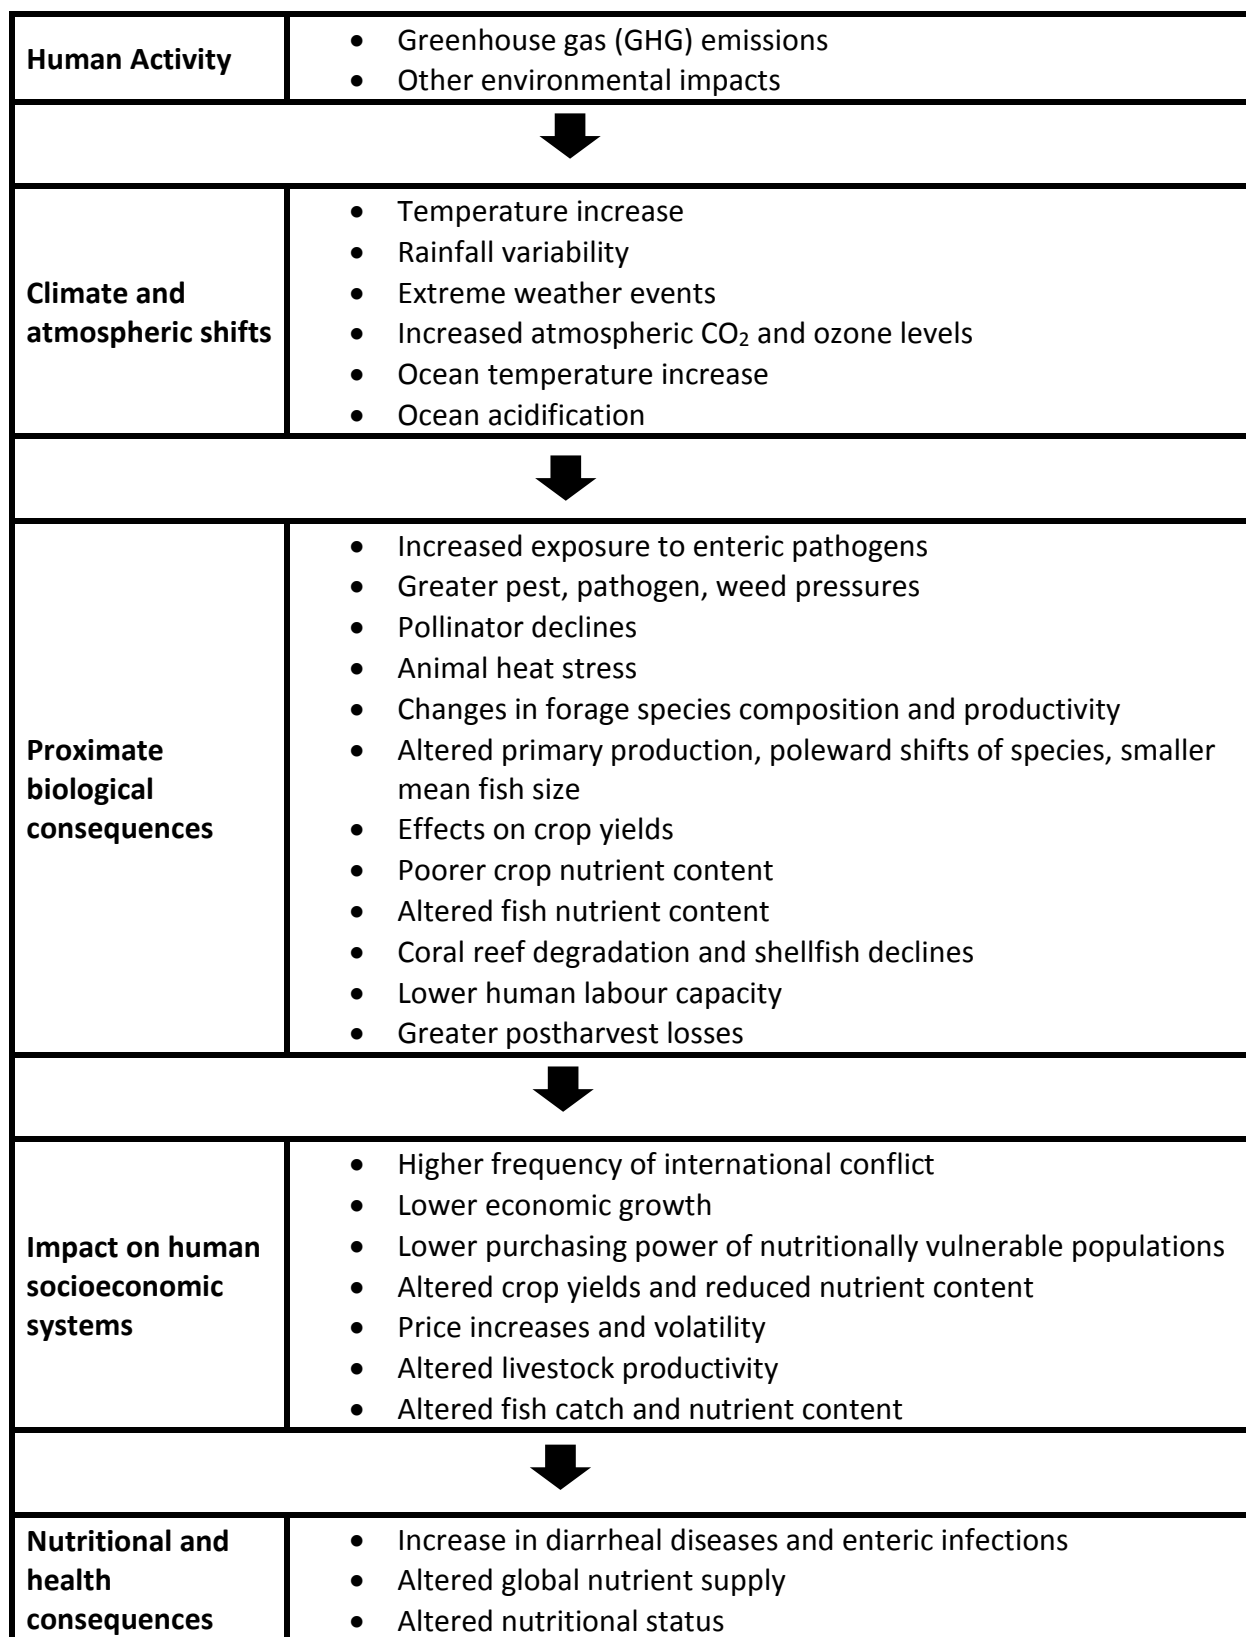 Human Activity
• Greenhouse gas (GHG) emissions
• Other environmental impacts
Climate and
atmospheric shifts
• Temperature increase
• Rainfall variability
• Extreme weather events
• Increased atmospheric CO₂ and ozone levels
• Ocean temperature increase
• Ocean acidification
Proximate
biological
consequences
• Increased exposure to enteric pathogens
• Greater pest, pathogen, weed pressures
• Pollinator declines
• Animal heat stress
• Changes in forage species composition and productivity
• Altered primary production, poleward shifts of species, smaller
mean fish size
• Effects on crop yields
• Poorer crop nutrient content
• Altered fish nutrient content
• Coral reef degradation and shellfish declines
• Lower human labour capacity
• Greater postharvest losses
Impact on human
socioeconomic
systems
• Higher frequency of international conflict
• Lower economic growth
• Lower purchasing power of nutritionally vulnerable populations
• Altered crop yields and reduced nutrient content
• Price increases and volatility
• Altered livestock productivity
• Altered fish catch and nutrient content
Nutritional and
health
consequences
• Increase in diarrheal diseases and enteric infections
• Altered global nutrient supply
• Altered nutritional status